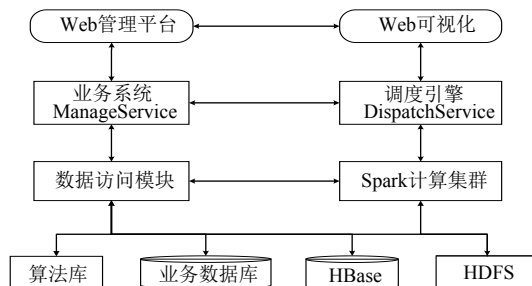 Web管理平台
Web可视化
业务系统
ManageService
调度引擎
DispatchService
数据访问模块
Spark计算集群
算法库
业务数据库
HBase
HDFS